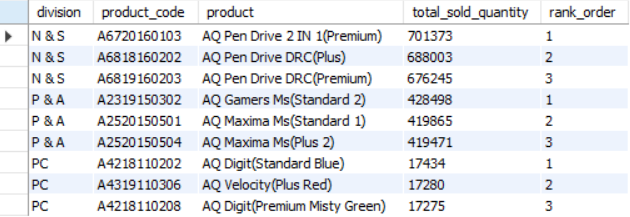 division product_code product total_sold_quantity rank_order
N & S A6720160103 AQ Pen Drive 2 IN 1(Premium) 701373 1
N & S A6818160202 AQ Pen Drive DRC(Plus) 688003 2
N & S A6819160203 AQ Pen Drive DRC(Premium) 676245 3
P & A A2319150302 AQ Gamers Ms(Standard 2) 428498 1
P & A A2520150501 AQ Maxima Ms(Standard 1) 419865 2
P & A A2520150504 AQ Maxima Ms(Plus 2) 419471 3
PC A4218110202 AQ Digit(Standard Blue) 17434 1
PC A4319110306 AQ Velocity(Plus Red) 17280 2
PC A4218110208 AQ Digit(Premium Misty Green) 17275 3